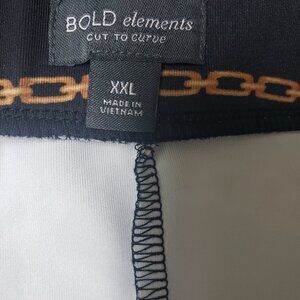 BOLD elements
CUT TO CURVE
XXL
MADE IN
VIETNAM